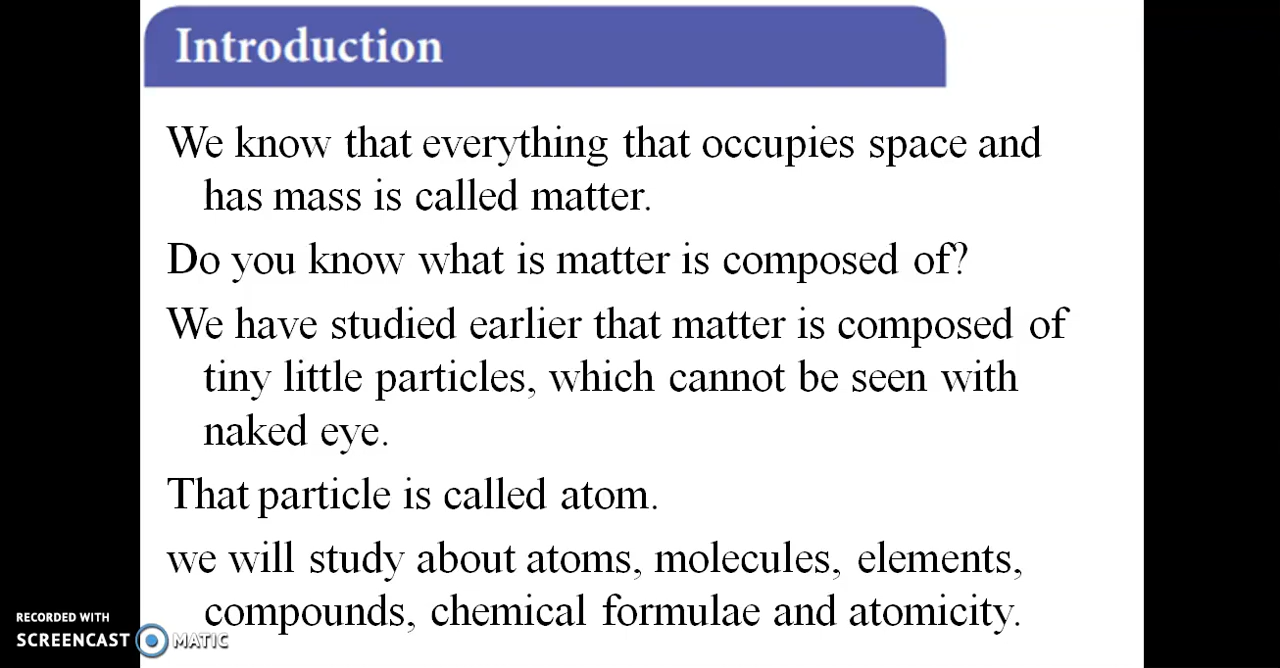 Introduction
We know that everything that occupies space and
has mass is called matter.
Do you know what is matter is composed of?
We have studied earlier that matter is composed of
tiny little particles, which cannot be seen with
naked eye.
That particle is called atom.
we will study about atoms, molecules, elements,
compounds, chemical formulae and atomicity.
RECORDED WITH
SCREENCAST MATIC